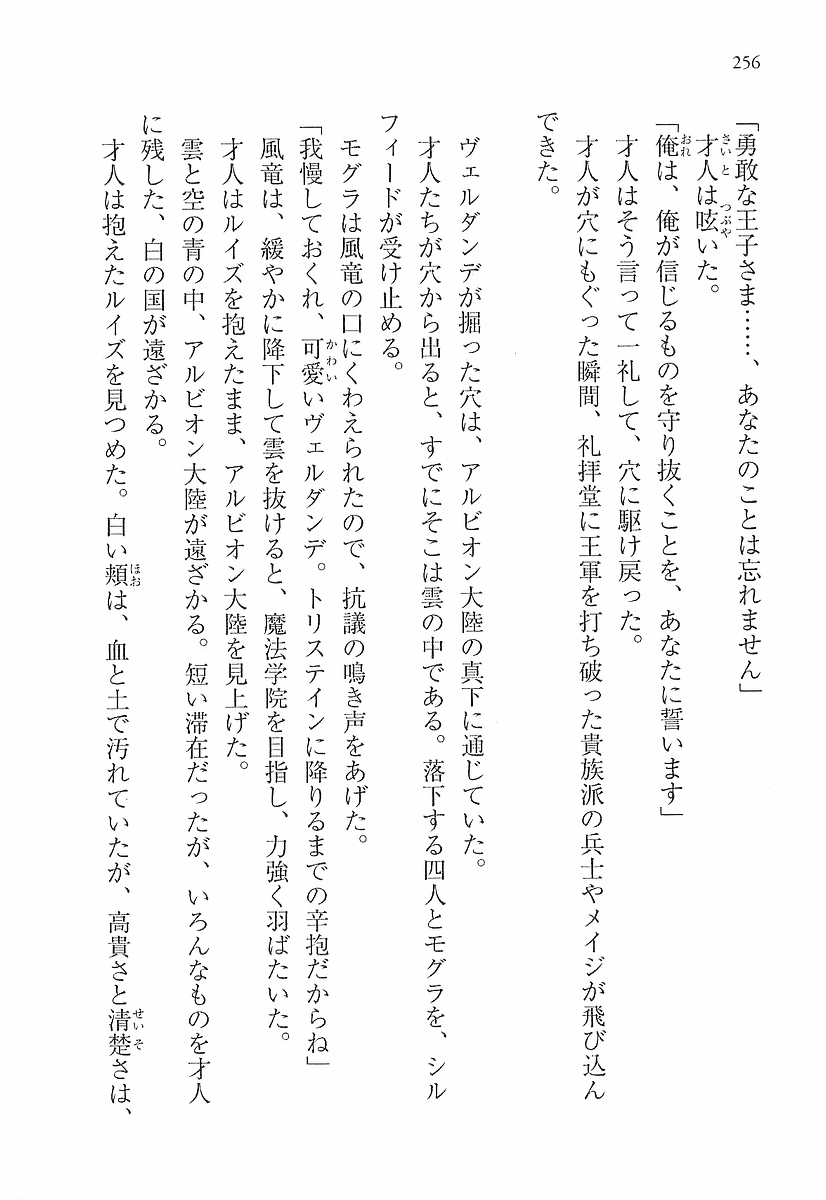 256
「勇敢な王子さま……、あなたのことは忘れません」
才人は呟いた。
「俺は、俺が信じるものを守り抜くことを、あなたに誓います」
才人はそう言って一礼して、穴に駆け戻った。
才人が穴にもぐった瞬間、礼拝堂に王軍を打ち破った貴族派の兵士やメイジが飛び込ん
できた。
ヴェルダンデが掘った穴は、アルビオン大陸の真下に通じていた。
才人たちが穴から出ると、すでにそこは雲の中である。落下する四人とモグラを、シル
フィードが受け止める。
モグラは風竜の口にくわえられたので、抗議の鳴き声をあげた。
「我慢しておくれ、可愛いヴェルダンデ。トリステインに降りるまでの辛抱だからね」
風竜は、緩やかに降下して雲を抜けると、魔法学院を目指し、力強く羽ばたいた。
才人はルイズを抱えたまま、アルビオン大陸を見上げた。
雲と空の青の中、アルビオン大陸が遠ざかる。短い滞在だったが、いろんなものを才人
に残した、白の国が遠ざかる。
才人は抱えたルイズを見つめた。白い頬は、血と土で汚れていたが、高貴さと清楚さは、